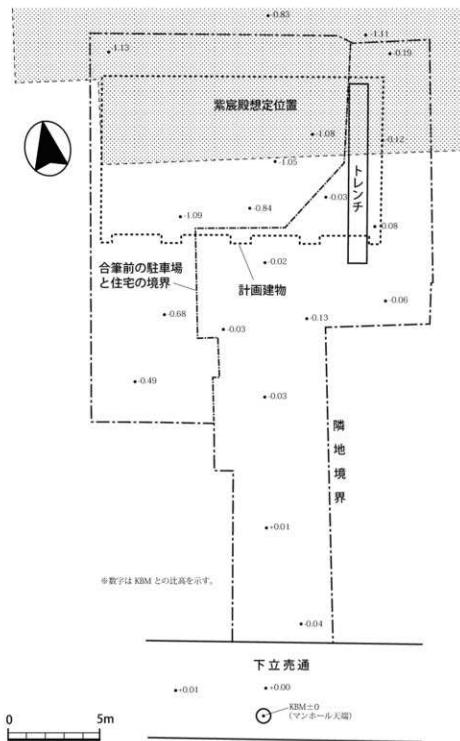 -0.83
-1.11
-1.13
-0.19
紫宸殿想定位置
-1.08
-0.12
-1.05
トレンチ
-0.03
-0.84
-1.09
-0.08
-0.02
合筆前の駐車場
と住宅の境界
計画建物
-0.06
-0.68
-0.03
-0.13
-0.49
-0.03
隣地境界
+0.01
※数字は KBM との比高を示す。
-0.04
下立売通
+0.01
+0.00
KBM±0
(マンホール天端)
0
5m